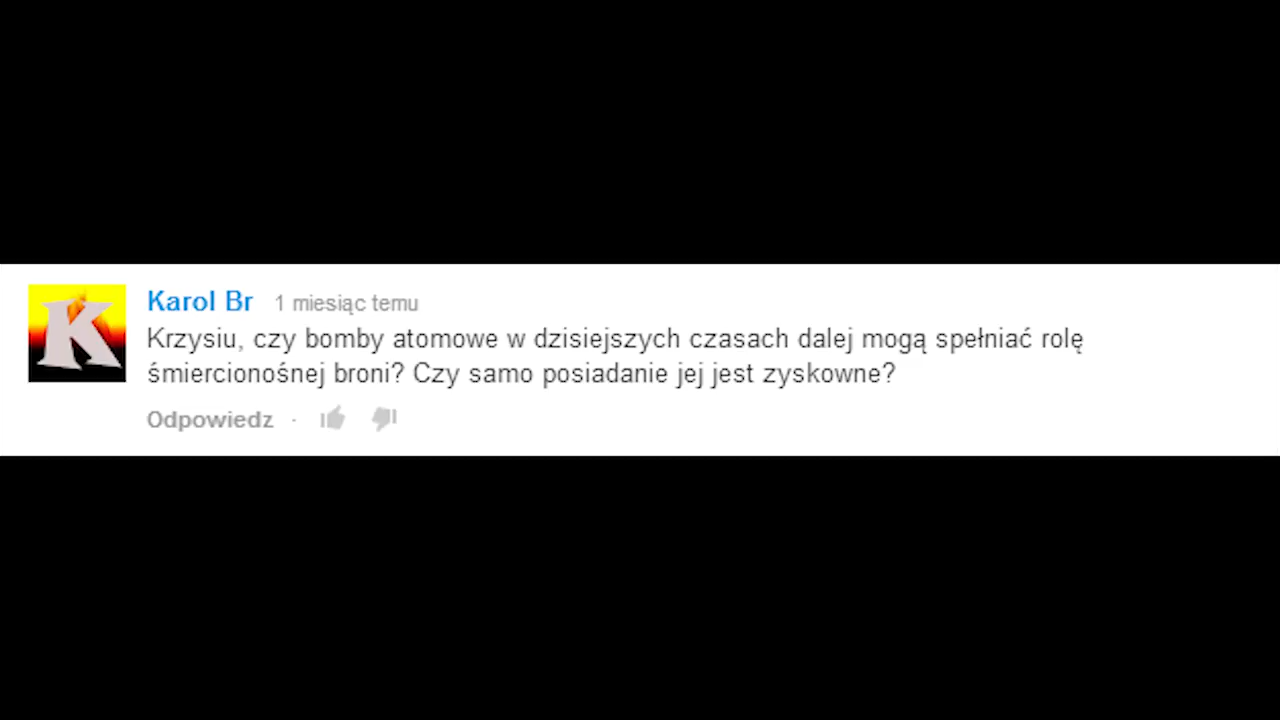 K
Karol Br 1 miesiąc temu
Krzysiu, czy bomby atomowe w dzisiejszych czasach dalej mogą spełniać rolę
śmiercionośnej broni? Czy samo posiadanie jej jest zyskowne?
Odpowiedz ·